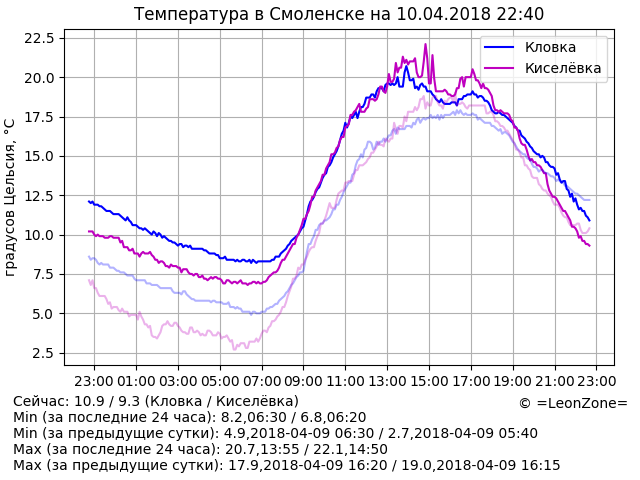 Температура в Смоленске на 10.04.2018 22:40
градусов Цельсия, °C
22.5
20.0
17.5
15.0
12.5
10.0
7.5
5.0
2.5
Кловка
Киселёвка
23:00 01:00 03:00 05:00 07:00 09:00 11:00 13:00 15:00 17:00 19:00 21:00 23:00
Сейчас: 10.9 / 9.3 (Кловка / Киселёвка)
© =LeonZone=
Min (за последние 24 часа): 8.2,06:30 / 6.8,06:20
Min (за предыдущие сутки): 4.9,2018-04-09 06:30 / 2.7,2018-04-09 05:40
Max (за последние 24 часа): 20.7,13:55 / 22.1,14:50
Max (за предыдущие сутки): 17.9,2018-04-09 16:20 / 19.0,2018-04-09 16:15